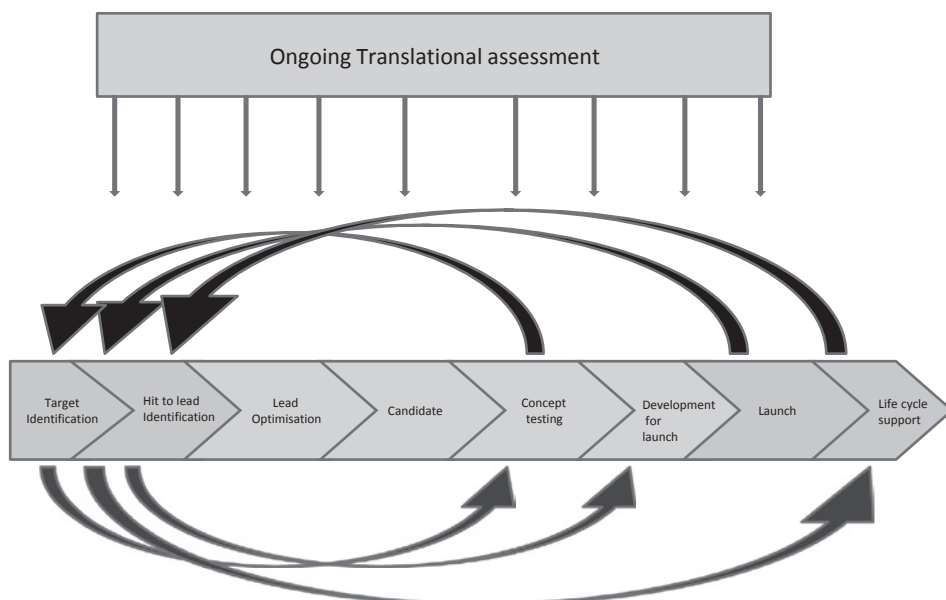 Ongoing Translational assessment
Target
Identification
Hit to lead
Identification
Lead
Optimisation
Candidate
Concept
testing
Development
for
launch
Launch
Life cycle
support